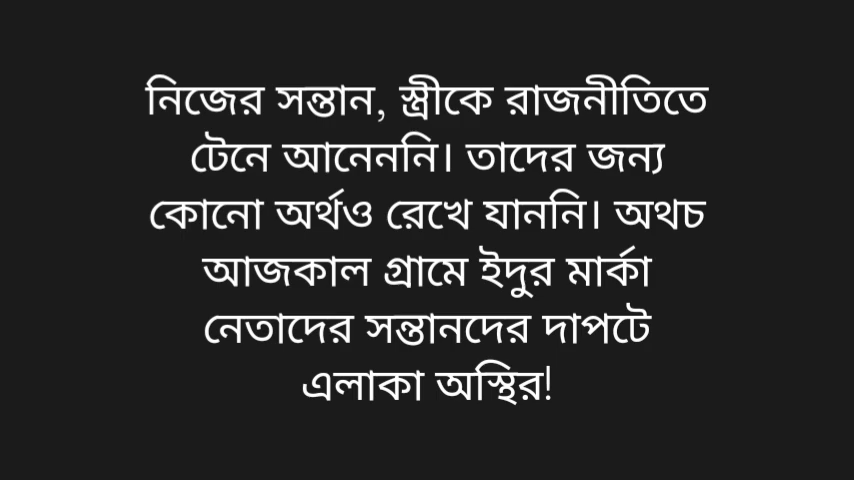 নিজের সন্তান, স্ত্রীকে রাজনীতিতে
টেনে আনেননি। তাদের জন্য
কোনো অর্থও রেখে যাননি। অথচ
আজকাল গ্রামে ইদুর মার্কা
নেতাদের সন্তানদের দাপটে
এলাকা অস্থির!